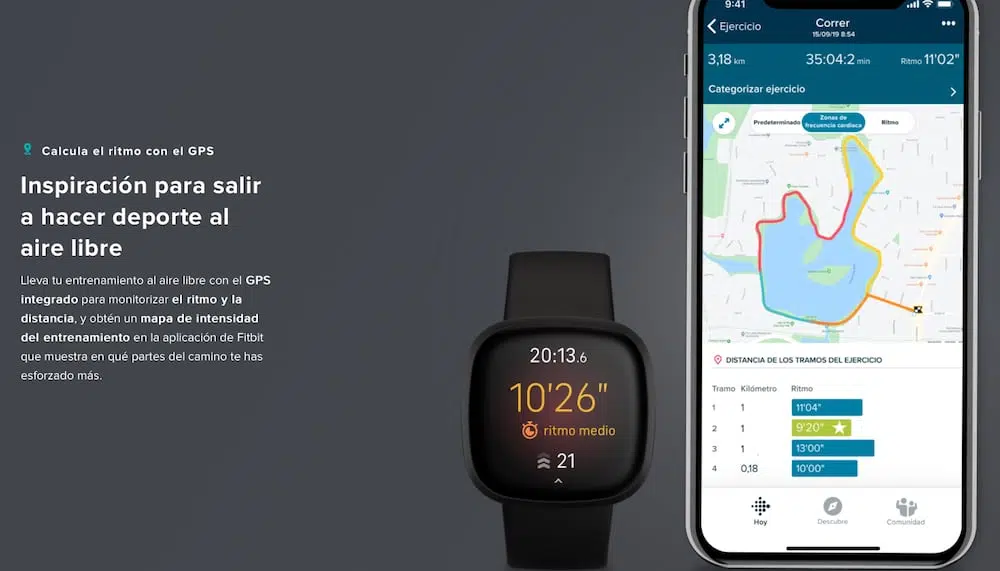 Calcula el ritmo con el GPS
Inspiración para salir
a hacer deporte al
aire libre
Lleva tu entrenamiento al aire libre con el GPS
integrado para monitorizar el ritmo y la
distancia, y obtén un mapa de intensidad
del entrenamiento en la aplicación de Fitbit
que muestra en qué partes del camino te has
esforzado más.
20:13.6
10'26"
ritmo medio
21
9:41
Ejercicio
Correr
15/09/19 8:54
3,18 km 35:04:2 min Ritmo 11'02"
Categorizar ejercicio
Predeterminado
Zonas de
frecuencia cardiaca
Ritmo
DISTANCIA DE LOS TRAMOS DEL EJERCICIO
Tramo Kilómetro Ritmo
1 1 11'04"
2 1 9'20"
3 1 13'00"
4 0,18 10'00"
Hoy Descubre Comunidad